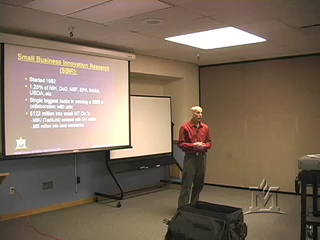 Small Business Innovation Research
(SBIR):
Started 1982
1.25% of NIH, DoD, NSF, EPA, NASA,
USDA, etc
Single biggest factor in winning a SBIR is
collaboration with univ.
$122 million into small MT Co.'s